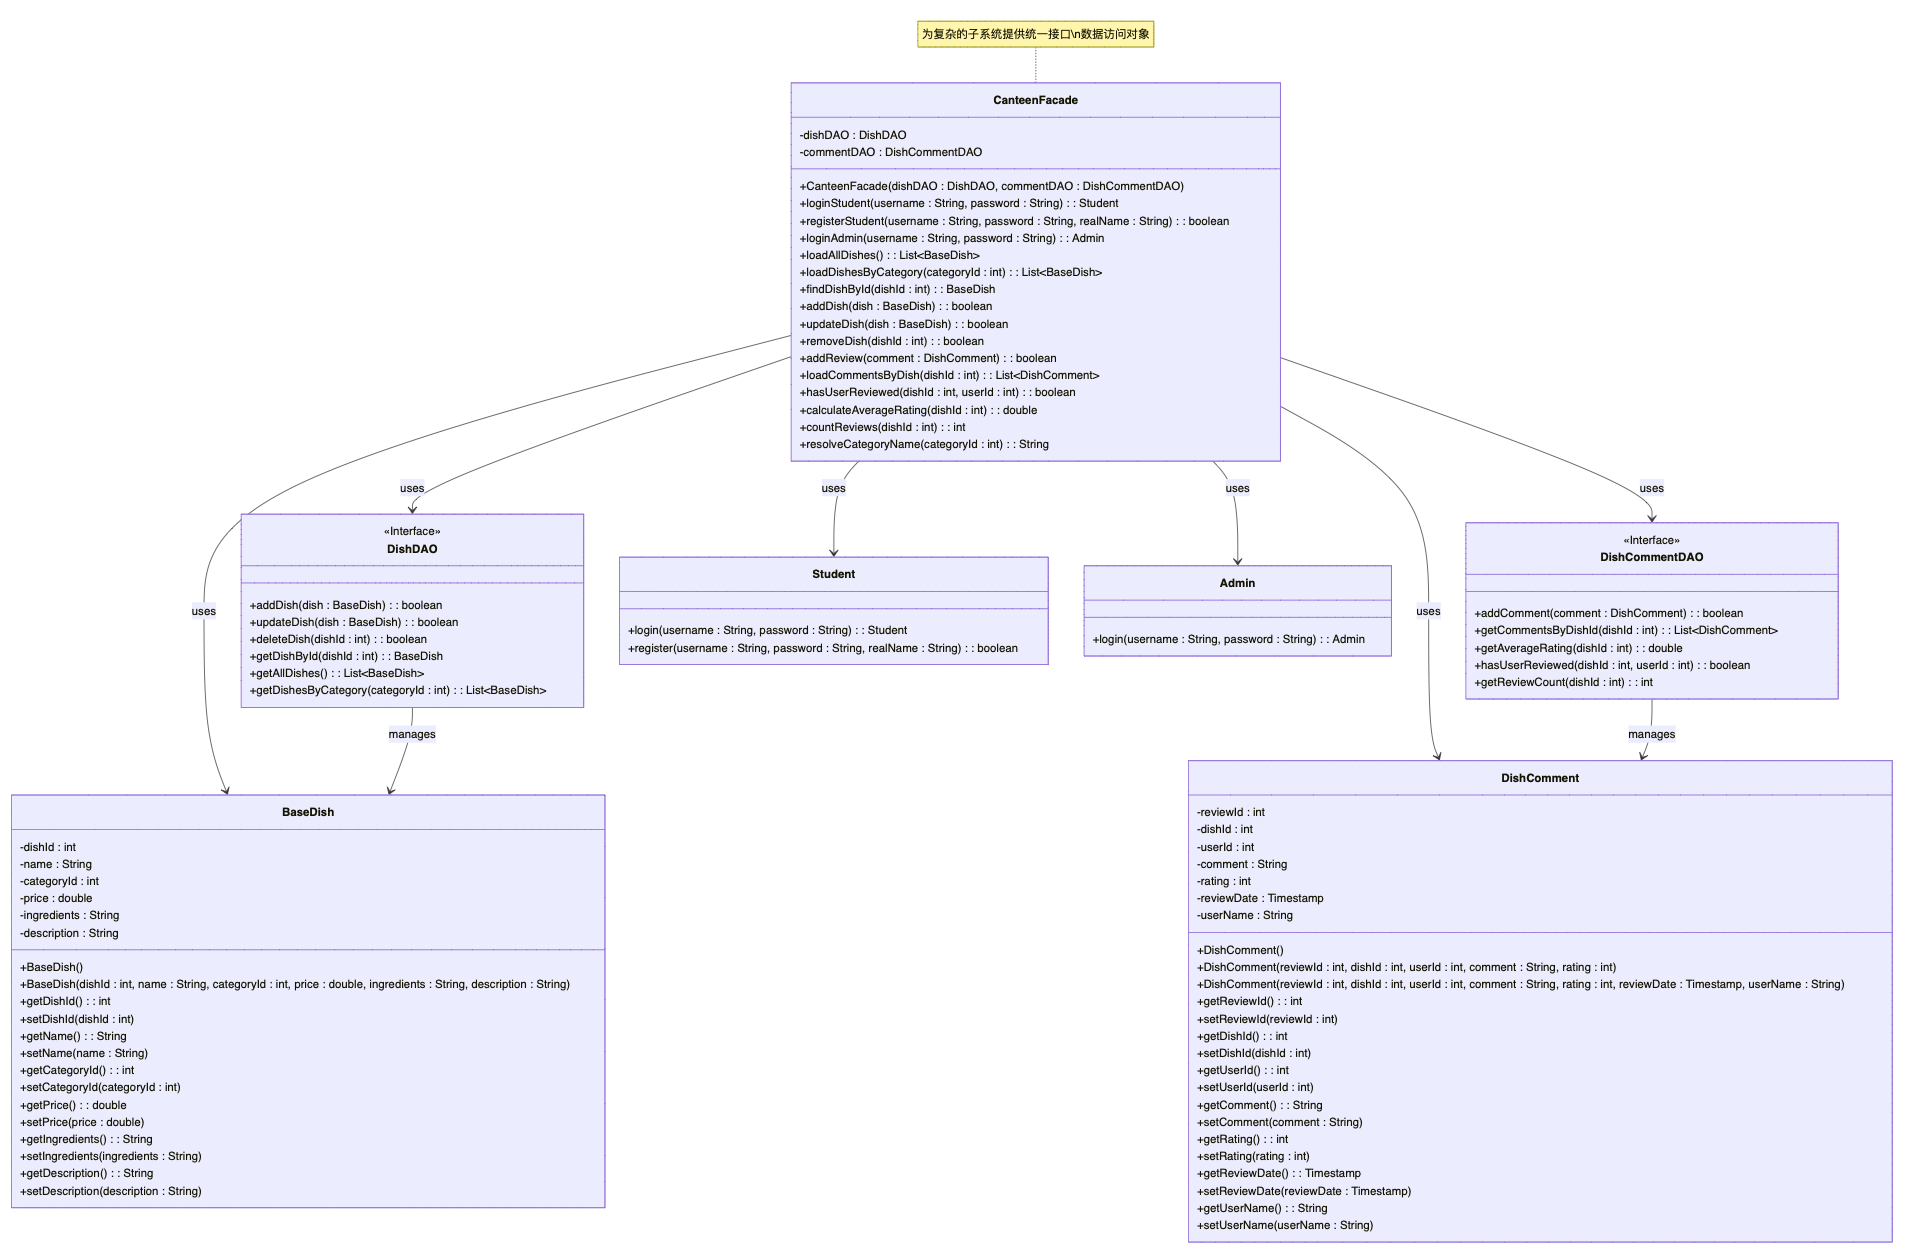 为复杂的子系统提供统一接口\n数据访问对象
CanteenFacade
-dishDAO : DishDAO
-commentDAO : DishCommentDAO
+CanteenFacade(dishDAO : DishDAO, commentDAO : DishCommentDAO)
+loginStudent(username : String, password : String) : : Student
+registerStudent(username : String, password : String, realName : String) : : boolean
+loginAdmin(username : String, password : String) : : Admin
+loadAllDishes() : : List<BaseDish>
+loadDishesByCategory(categoryId : int) : : List<BaseDish>
+findDishById(dishId : int) : : BaseDish
+addDish(dish : BaseDish) : : boolean
+updateDish(dish : BaseDish) : : boolean
+removeDish(dishId : int) : : boolean
+addReview(comment : DishComment) : : boolean
+loadCommentsByDish(dishId : int) : : List<DishComment>
+hasUserReviewed(dishId : int, userId : int) : : boolean
+calculateAverageRating(dishId : int) : : double
+countReviews(dishId : int) : : int
+resolveCategoryName(categoryId : int) : : String
uses
uses
uses
uses
uses
uses
«Interface»
DishDAO
+addDish(dish : BaseDish) : : boolean
+updateDish(dish : BaseDish) : : boolean
+deleteDish(dishId : int) : : boolean
+getDishById(dishId : int) : : BaseDish
+getAllDishes() : : List<BaseDish>
+getDishesByCategory(categoryId : int) : : List<BaseDish>
Student
+login(username : String, password : String) : : Student
+register(username : String, password : String, realName : String) : : boolean
Admin
+login(username : String, password : String) : : Admin
«Interface»
DishCommentDAO
+addComment(comment : DishComment) : : boolean
+getCommentsByDishId(dishId : int) : : List<DishComment>
+getAverageRating(dishId : int) : : double
+hasUserReviewed(dishId : int, userId : int) : : boolean
+getReviewCount(dishId : int) : : int
manages
manages
BaseDish
-dishId : int
-name : String
-categoryId : int
-price : double
-ingredients : String
-description : String
+BaseDish()
+BaseDish(dishId : int, name : String, categoryId : int, price : double, ingredients : String, description : String)
+getDishId() : : int
+setDishId(dishId : int)
+getName() : : String
+setName(name : String)
+getCategoryId() : : int
+setCategoryId(categoryId : int)
+getPrice() : : double
+setPrice(price : double)
+getIngredients() : : String
+setIngredients(ingredients : String)
+getDescription() : : String
+setDescription(description : String)
DishComment
-reviewId : int
-dishId : int
-userId : int
-comment : String
-rating : int
-reviewDate : Timestamp
-userName : String
+DishComment()
+DishComment(reviewId : int, dishId : int, userId : int, comment : String, rating : int)
+DishComment(reviewId : int, dishId : int, userId : int, comment : String, rating : int, reviewDate : Timestamp, userName : String)
+getReviewId() : : int
+setReviewId(reviewId : int)
+getDishId() : : int
+setDishId(dishId : int)
+getUserId() : : int
+setUserId(userId : int)
+getComment() : : String
+setComment(comment : String)
+getRating() : : int
+setRating(rating : int)
+getReviewDate() : : Timestamp
+setReviewDate(reviewDate : Timestamp)
+getUserName() : : String
+setUserName(userName : String)